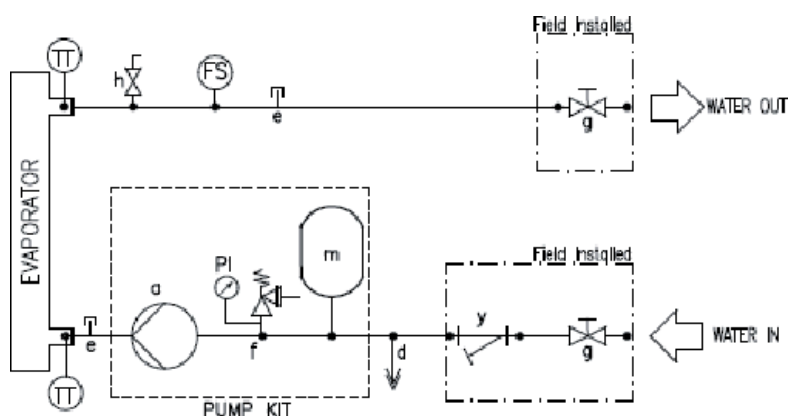 Field Installed
TT
h
FS
e
g
WATER OUT
EVAPORATOR
Field Installed
m
a
PI
y
e
f
d
g
WATER IN
TT
PUMP KIT